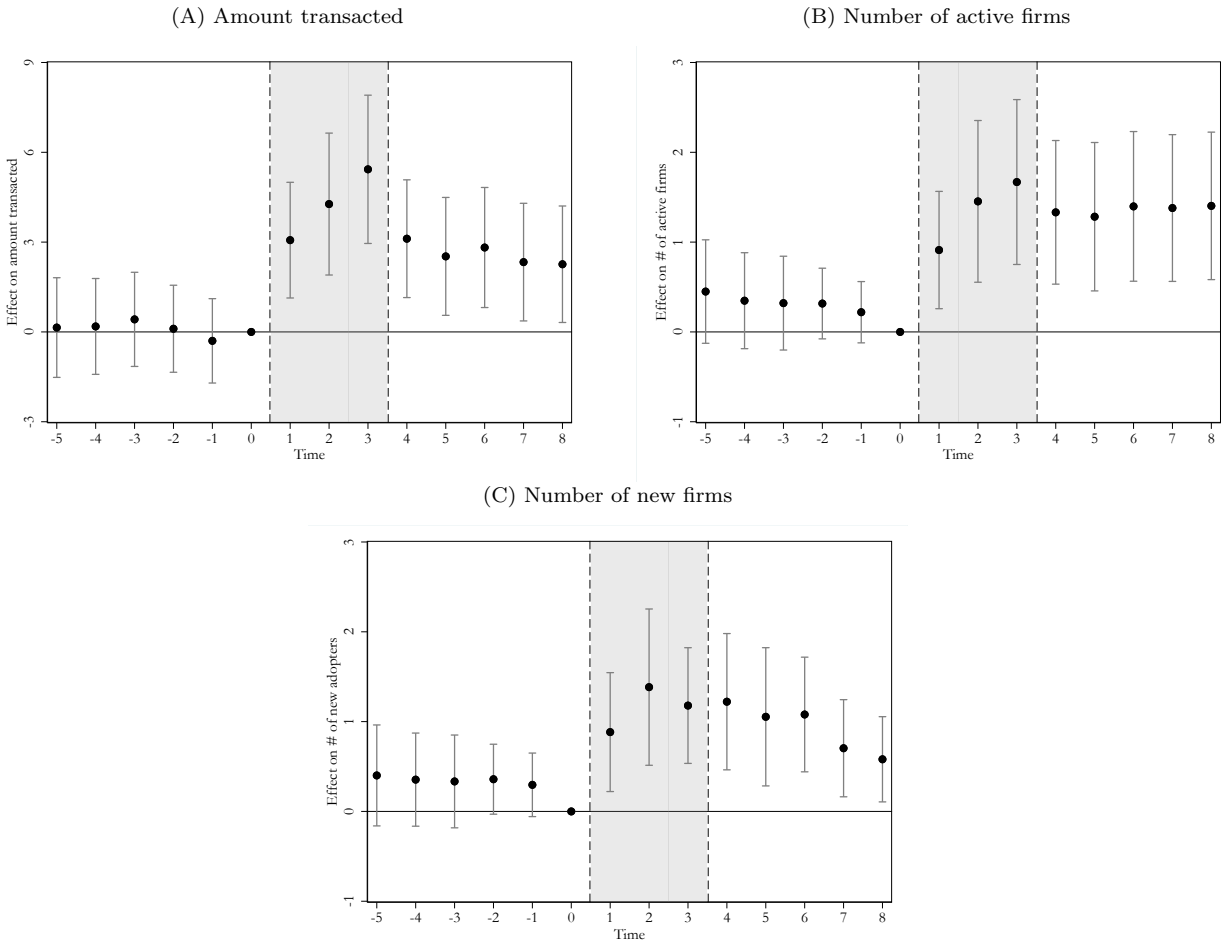 (A) Amount transacted
Effect on amount transacted
9
6
3
0
-3
-5 -4 -3 -2 -1 0 1 2 3 4 5 6 7 8
Time
(B) Number of active firms
Effect on # of active firms
3
2
1
0
-1
-5 -4 -3 -2 -1 0 1 2 3 4 5 6 7 8
Time
(C) Number of new firms
Effect on # of new adopters
3
2
1
0
-1
-5 -4 -3 -2 -1 0 1 2 3 4 5 6 7 8
Time